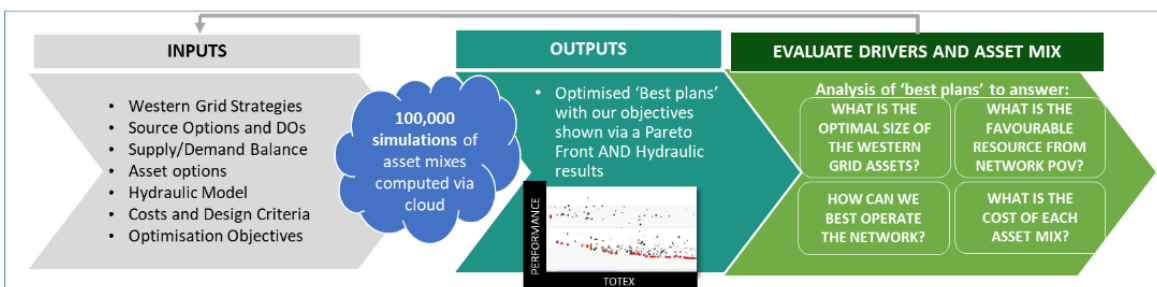 INPUTS
• Western Grid Strategies
• Source Options and DOs
• Supply/Demand Balance
• Asset options
• Hydraulic Model
• Costs and Design Criteria
• Optimisation Objectives
100,000
simulations of
asset mixes
computed via
cloud
OUTPUTS
• Optimised ‘Best plans’
with our objectives
shown via a Pareto
Front AND Hydraulic
results
PERFORMANCE
TOTEX
EVALUATE DRIVERS AND ASSET MIX
Analysis of ‘best plans’ to answer:
WHAT IS THE
OPTIMAL SIZE OF
THE WESTERN
GRID ASSETS?
WHAT IS THE
FAVOURABLE
RESOURCE FROM
NETWORK POV?
HOW CAN WE
BEST OPERATE
THE NETWORK?
WHAT IS THE
COST OF EACH
ASSET MIX?